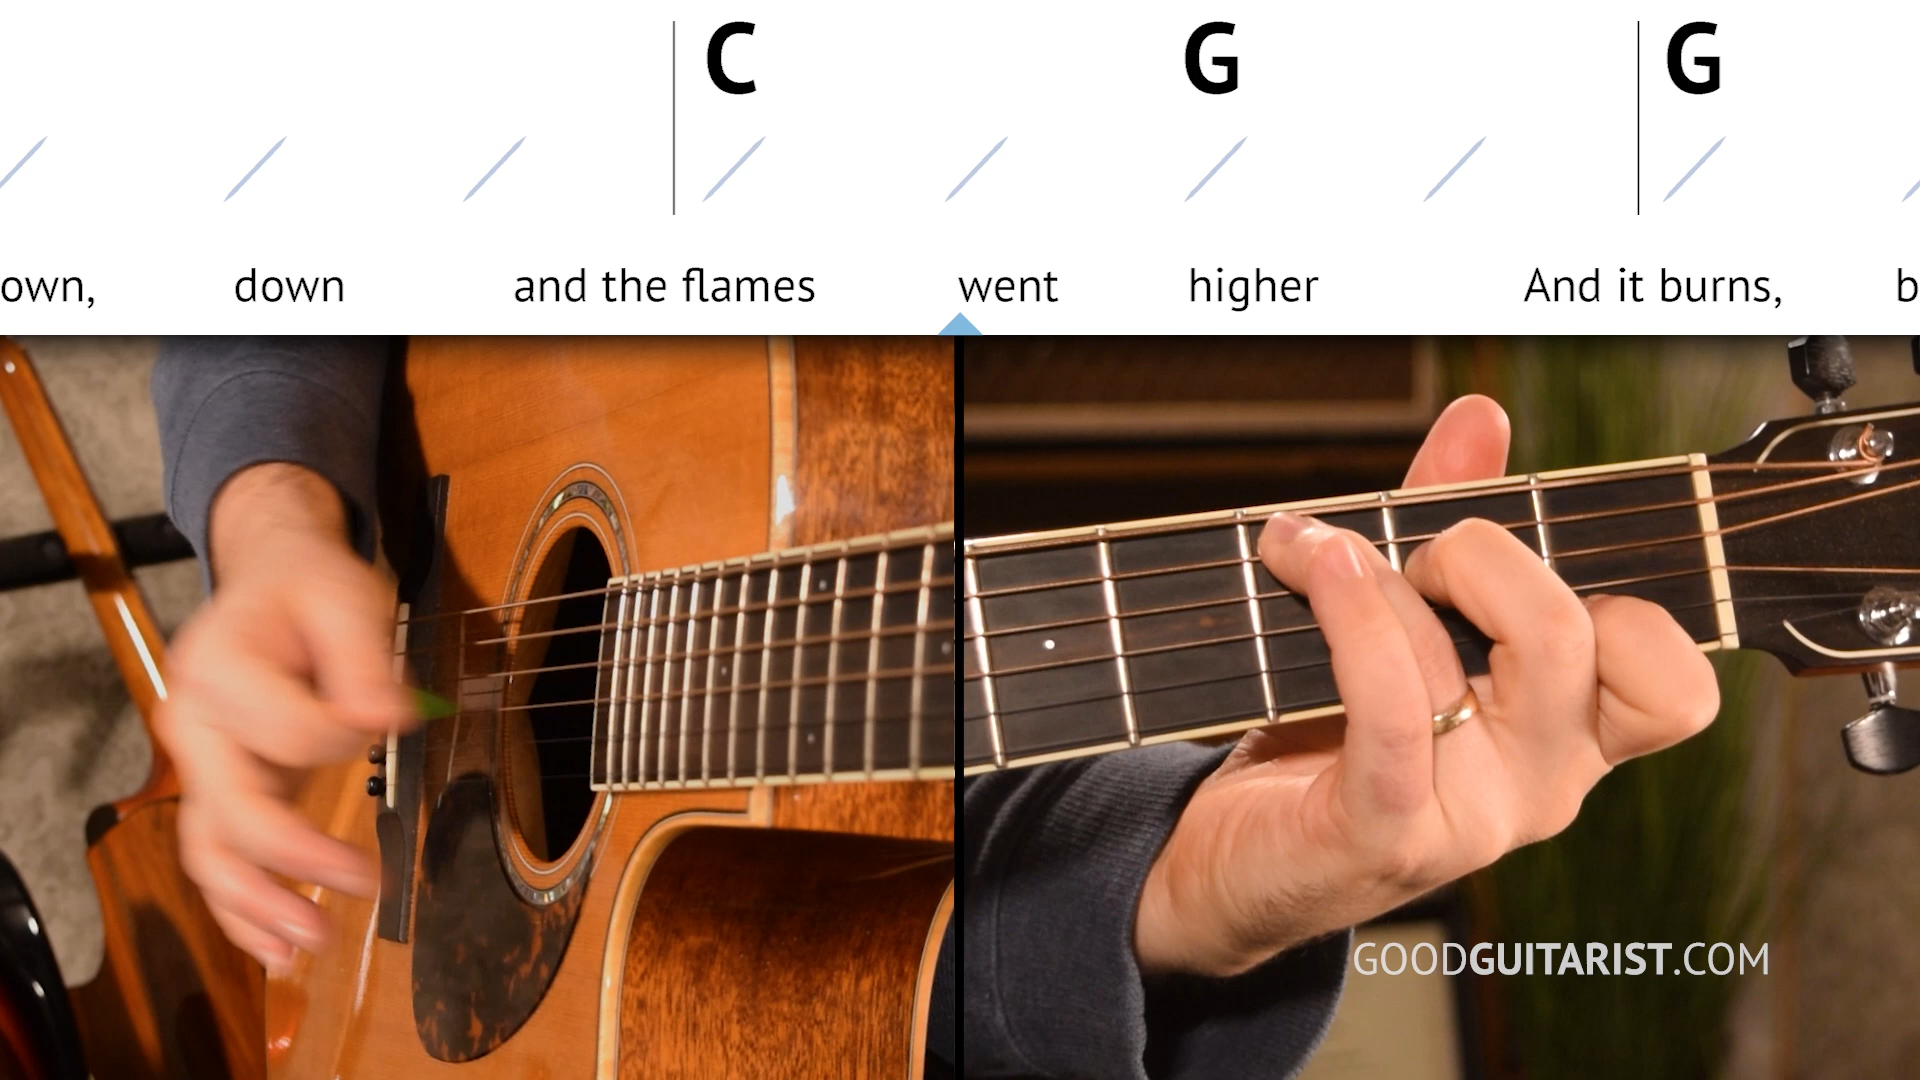 C G G
own, down and the flames went higher And it burns, b
GOODGUITARIST.COM